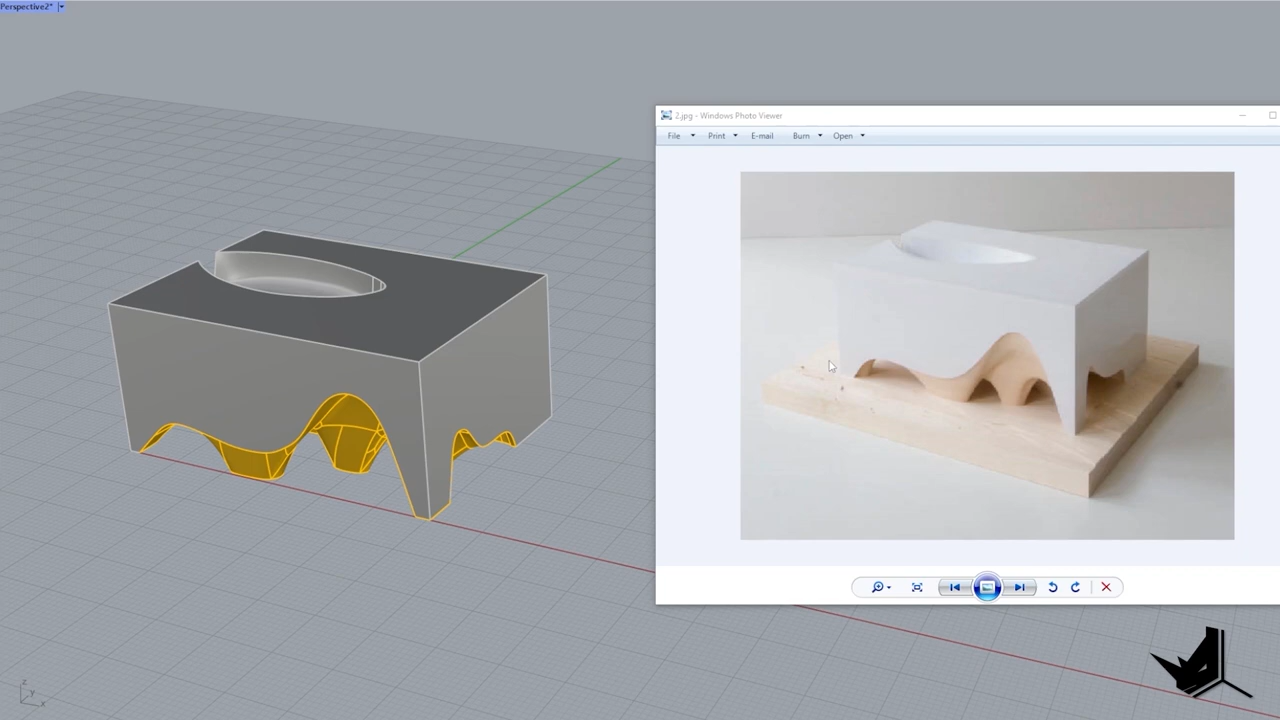 Perspective2*
2.jpg - Windows Photo Viewer
File Print E-mail Burn Open
z
y
x